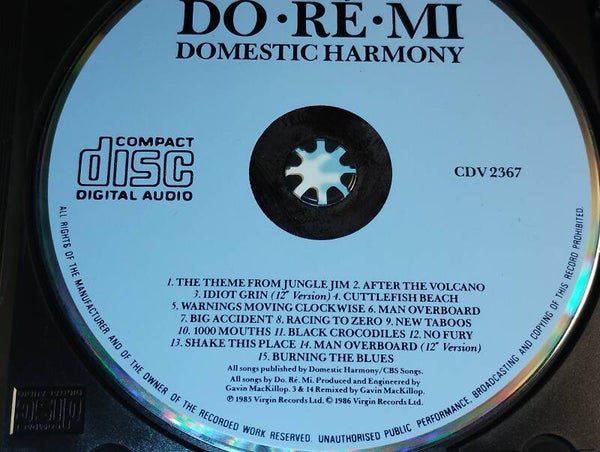 DO·RÉ·MI
DOMESTIC HARMONY
COMPACT
disc
DIGITAL AUDIO
CDV 2367
1. THE THEME FROM JUNGLE JIM 2. AFTER THE VOLCANO
3. IDIOT GRIN (12" Version) 4. CUTTLEFISH BEACH
5. WARNINGS MOVING CLOCKWISE 6. MAN OVERBOARD
7. BIG ACCIDENT 8. RACING TO ZERO 9. NEW TABOOS
10. 1000 MOUTHS 11. BLACK CROCODILES 12. NO FURY
13. SHAKE THIS PLACE 14. MAN OVERBOARD (12" Version)
15. BURNING THE BLUES
All songs published by Domestic Harmony/CBS Songs.
All songs by Do. Ré. Mi. Produced and Engineered by
Gavin MacKillop. 3 & 14 Remixed by Gavin MacKillop.
℗ 1985 Virgin Records Ltd. © 1986 Virgin Records Ltd.
ALL RIGHTS OF THE MANUFACTURER AND OF THE OWNER OF THE RECORDED WORK RESERVED. UNAUTHORISED PUBLIC PERFORMANCE, BROADCASTING AND COPYING OF THIS RECORD PROHIBITED.
COMPACT
disc
DIGITAL AUDIO